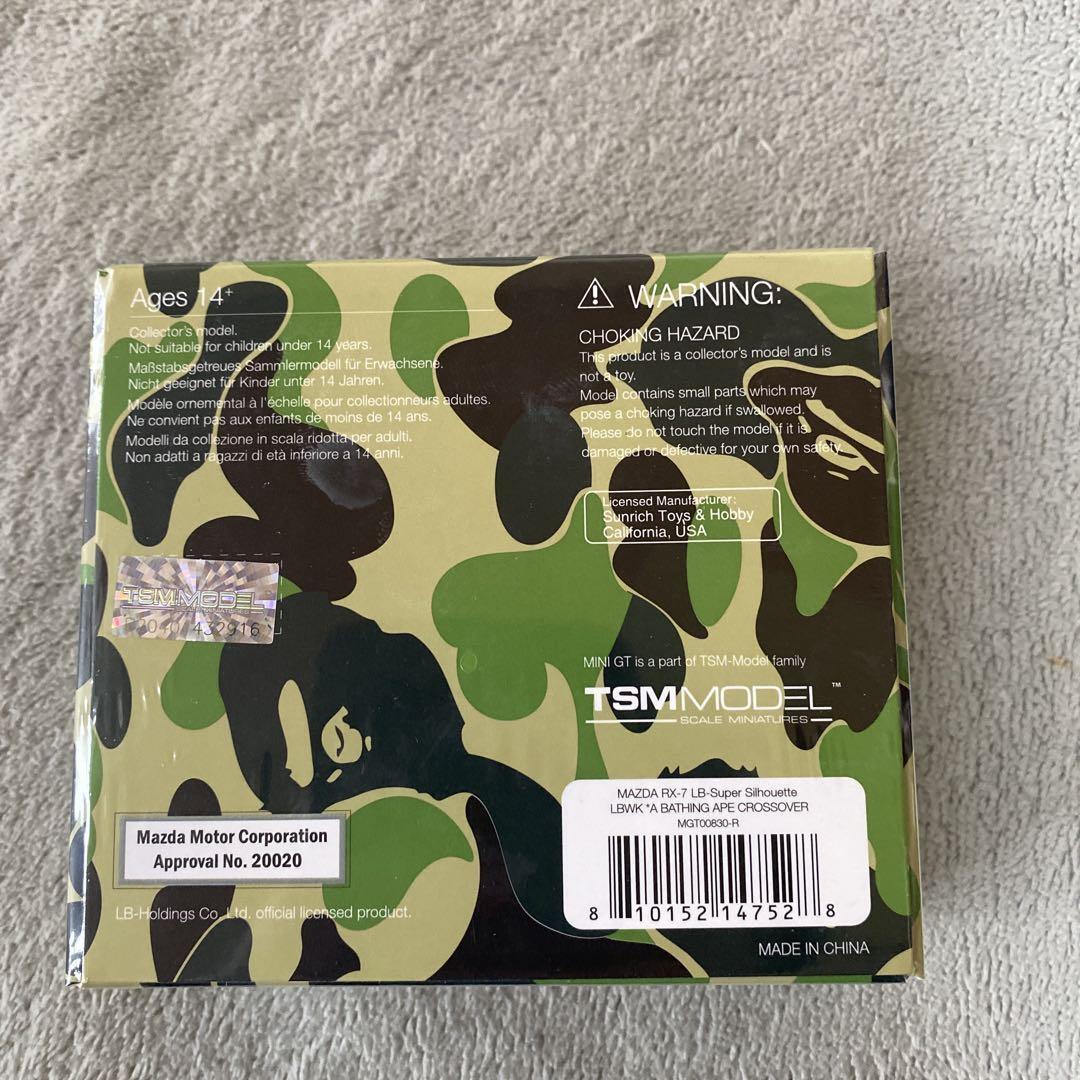 Ages 14+
Collector's model.
Not suitable for children under 14 years.
Maßstabsgetreues Sammlermodell für Erwachsene.
Nicht geeignet für Kinder unter 14 Jahren.
Modèle ornemental à l'échelle pour collectionneurs adultes.
Ne convient pas aux enfants de moins de 14 ans.
Modelli da collezione in scala ridotta per adulti.
Non adatti a ragazzi di età inferiore a 14 anni.
WARNING:
CHOKING HAZARD
This product is a collector's model and is
not a toy.
Model contains small parts which may
pose a choking hazard if swallowed.
Please do not touch the model if it is
damaged or defective for your own safety.
Licensed Manufacturer:
Sunrich Toys & Hobby
California, USA
TSM MODEL
432916
MINI GT is a part of TSM-Model family
TSMMODEL™
SCALE MINIATURES
MAZDA RX-7 LB-Super Silhouette
LBWK *A BATHING APE CROSSOVER
MGT00830-R
8 10152 14752 8
Mazda Motor Corporation
Approval No. 20020
LB-Holdings Co. Ltd. official licensed product.
MADE IN CHINA